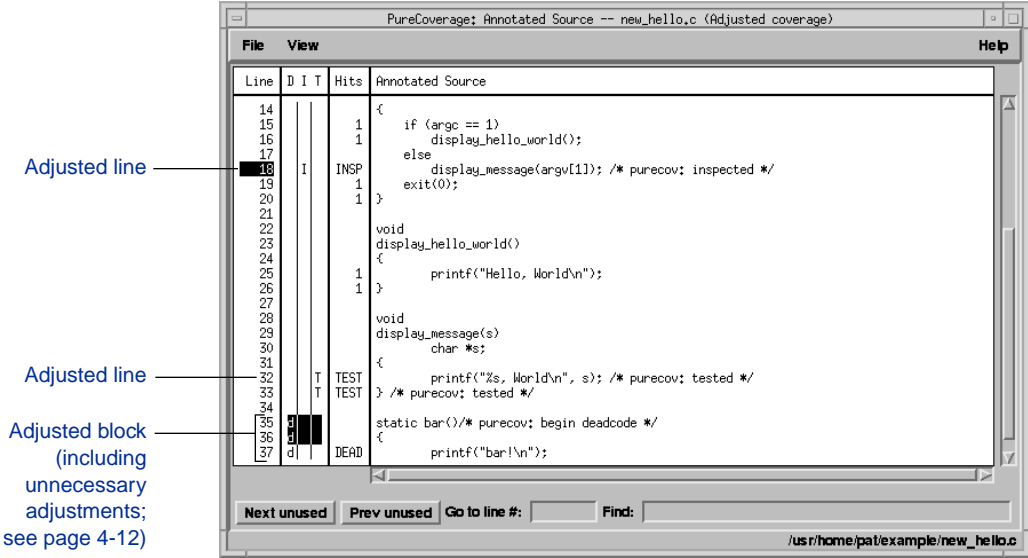 PureCoverage: Annotated Source -- new_hello.c (Adjusted coverage)
File View Help
Line D I T Hits Annotated Source
14 {
15 1 if (argc == 1)
16 1 display_hello_world();
17 else
Adjusted line 18 I INSP display_message(argv[1]); /* purecov: inspected */
19 1 exit(0);
20 1 }
21
22 void
23 display_hello_world()
24 {
25 1 printf("Hello, World\n");
26 1 }
27
28 void
29 display_message(s)
30 char *s;
31 {
Adjusted line 32 T TEST printf("%s, World\n", s); /* purecov: tested */
33 T TEST } /* purecov: tested */
34
35 d static bar()/* purecov: begin deadcode */
Adjusted block 36 d {
(including 37 d DEAD printf("bar!\n");
unnecessary
adjustments;
see page 4-12)
Next unused Prev unused Go to line #: Find:
/usr/home/pat/example/new_hello.c